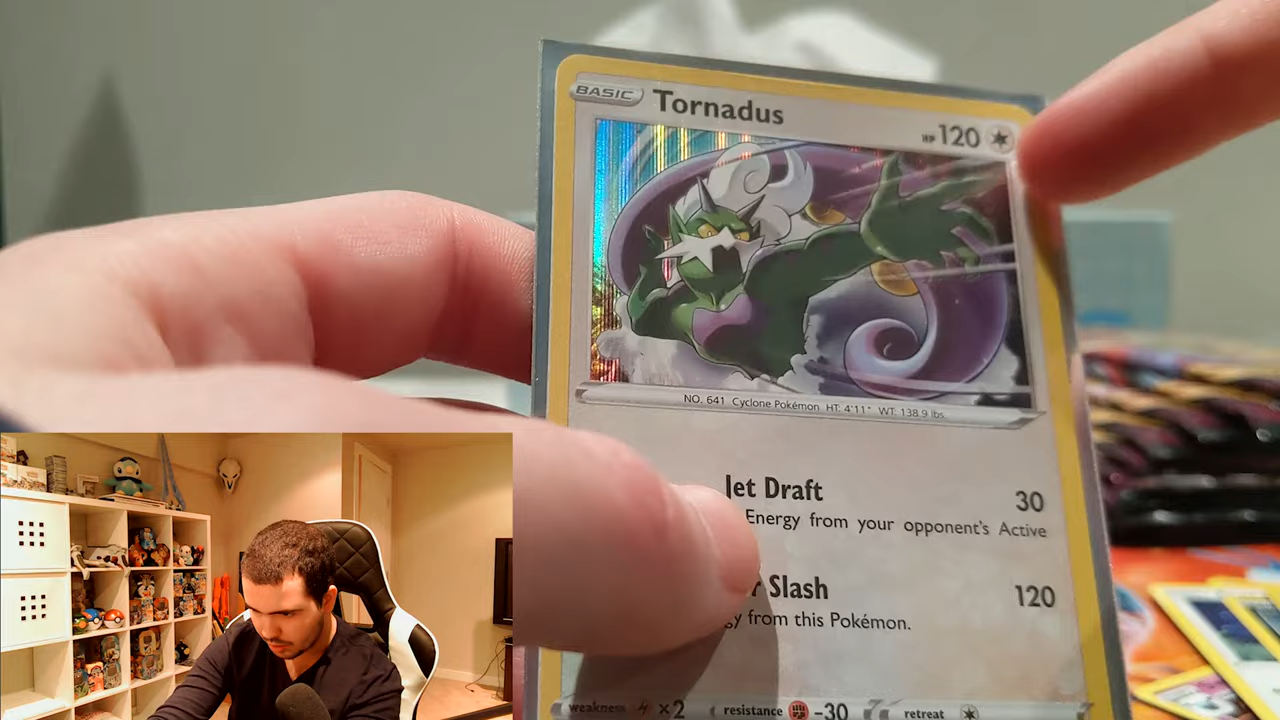 BASIC Tornadus HP 120
NO. 641 Cyclone Pokémon HT: 4'11" WT: 138.9 lbs.
Jet Draft 30
Energy from your opponent's Active
Slash 120
from this Pokémon.
weakness ×2 resistance -30 retreat